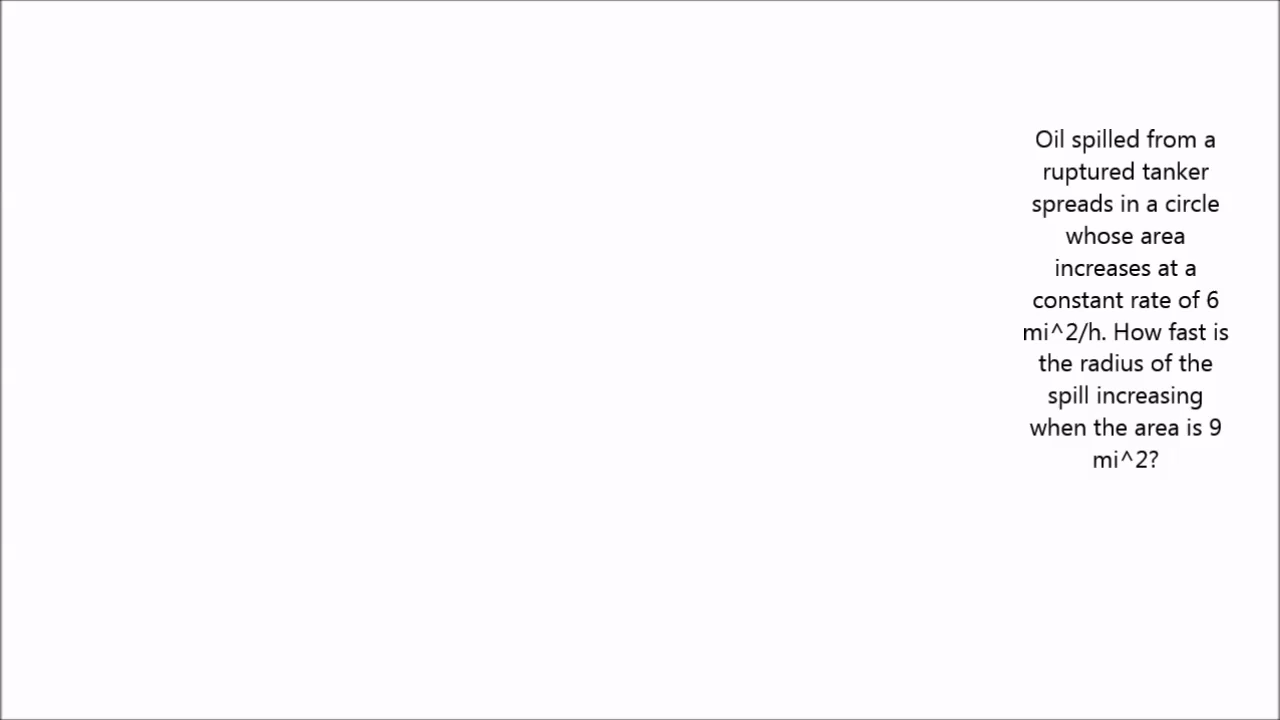 Oil spilled from a
ruptured tanker
spreads in a circle
whose area
increases at a
constant rate of 6
mi^2/h. How fast is
the radius of the
spill increasing
when the area is 9
mi^2?